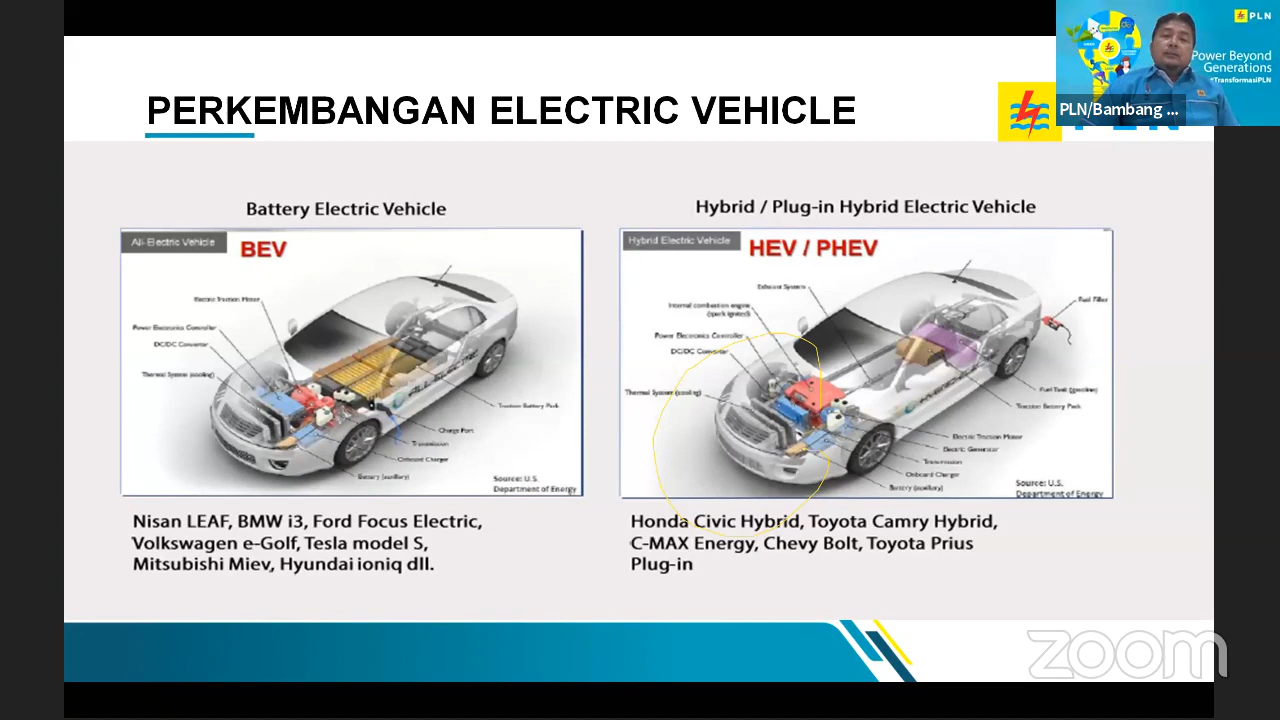 PERKEMBANGAN ELECTRIC VEHICLE
PLN
Power Beyond
Generations
#TransformasiPLN
PLN/Bambang ...
Battery Electric Vehicle
All-Electric Vehicle
BEV
Electric Traction Motor
Power Electronics Controller
DC/DC Converter
Thermal System (cooling)
Traction Battery Pack
Charge Port
Transmission
Onboard Charger
Battery (auxiliary)
ALL ELECTRIC
Source: U.S.
Department of Energy
Nisan LEAF, BMW i3, Ford Focus Electric,
Volkswagen e-Golf, Tesla model S,
Mitsubishi Miev, Hyundai ioniq dll.
Hybrid / Plug-in Hybrid Electric Vehicle
Hybrid Electric Vehicle
HEV / PHEV
Exhaust System
Internal combustion engine
(spark ignited)
Power Electronics Controller
DC/DC Converter
Thermal System (cooling)
Fuel Filler
Fuel Tank (gasoline)
Traction Battery Pack
Electric Traction Motor
Electric Generator
Transmission
Onboard Charger
Battery (auxiliary)
Source: U.S.
Department of Energy
Honda Civic Hybrid, Toyota Camry Hybrid,
C-MAX Energy, Chevy Bolt, Toyota Prius
Plug-in
zoom